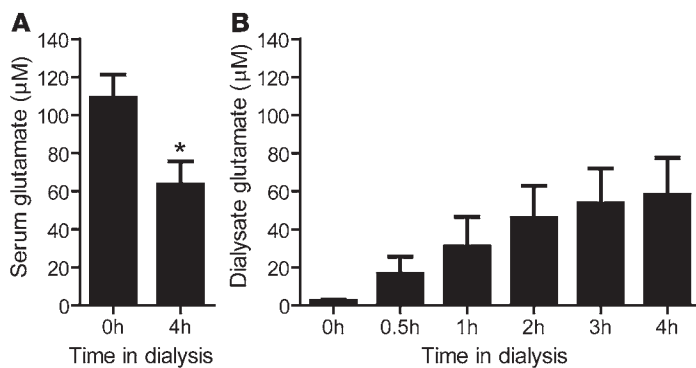 A
Serum glutamate (µM)
140
120
100
80
60
40
20
0
*
0h 4h
Time in dialysis
B
Dialysate glutamate (µM)
140
120
100
80
60
40
20
0
0h 0.5h 1h 2h 3h 4h
Time in dialysis